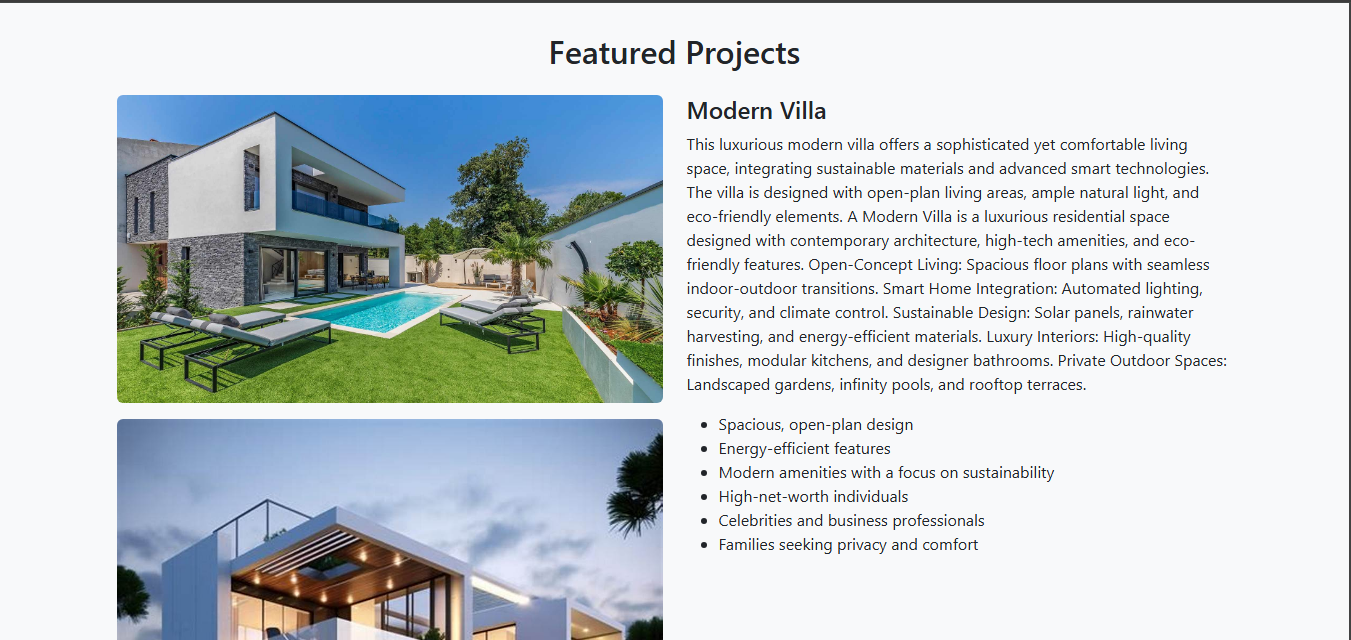 Featured Projects
Modern Villa
This luxurious modern villa offers a sophisticated yet comfortable living
space, integrating sustainable materials and advanced smart technologies.
The villa is designed with open-plan living areas, ample natural light, and
eco-friendly elements. A Modern Villa is a luxurious residential space
designed with contemporary architecture, high-tech amenities, and eco-
friendly features. Open-Concept Living: Spacious floor plans with seamless
indoor-outdoor transitions. Smart Home Integration: Automated lighting,
security, and climate control. Sustainable Design: Solar panels, rainwater
harvesting, and energy-efficient materials. Luxury Interiors: High-quality
finishes, modular kitchens, and designer bathrooms. Private Outdoor Spaces:
Landscaped gardens, infinity pools, and rooftop terraces.
• Spacious, open-plan design
• Energy-efficient features
• Modern amenities with a focus on sustainability
• High-net-worth individuals
• Celebrities and business professionals
• Families seeking privacy and comfort